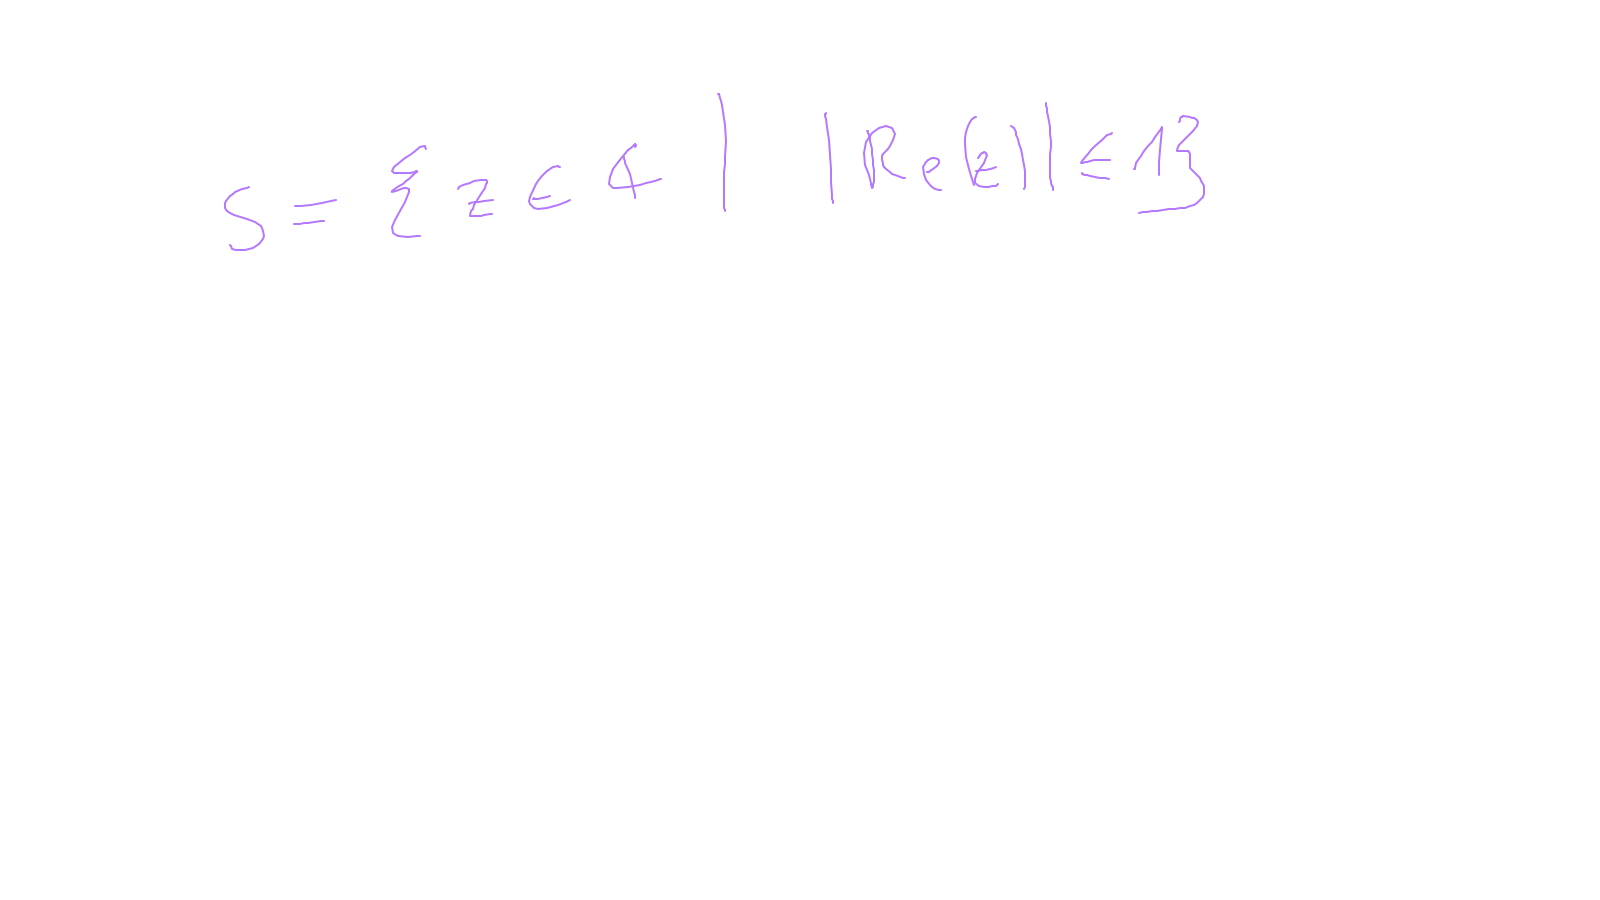 S = { z ∈ ℂ | |Re(z)| ≤ 1}